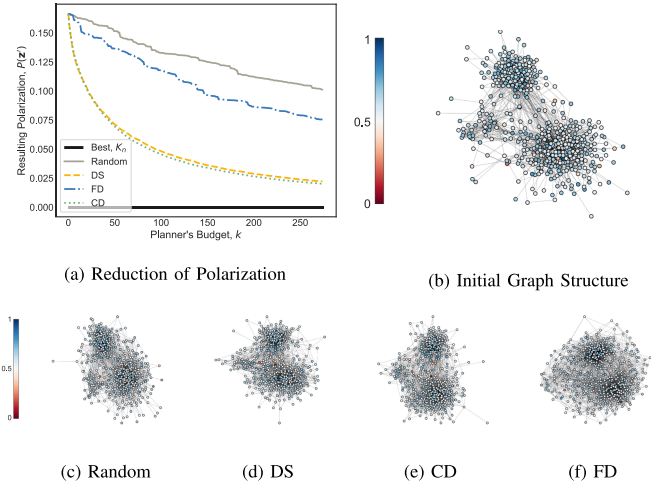 0.150
0.125
0.100
0.075
0.050
0.025
0.000
Resulting Polarization, P(z′)
Best, Kn
Random
DS
FD
CD
0 50 100 150 200 250
Planner's Budget, k
(a) Reduction of Polarization
1
0.5
0
(b) Initial Graph Structure
1
0.5
0
(c) Random
(d) DS
(e) CD
(f) FD